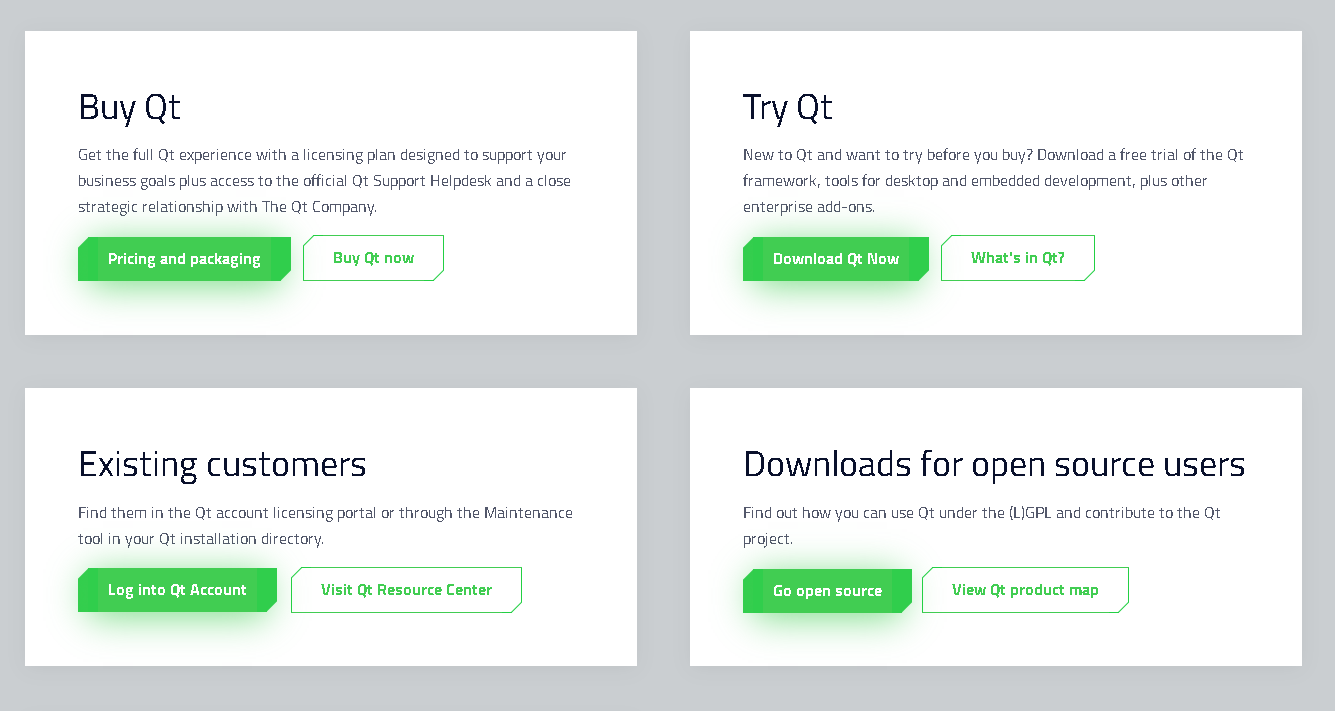 Buy Qt
Get the full Qt experience with a licensing plan designed to support your
business goals plus access to the official Qt Support Helpdesk and a close
strategic relationship with The Qt Company.
Pricing and packaging
Buy Qt now
Try Qt
New to Qt and want to try before you buy? Download a free trial of the Qt
framework, tools for desktop and embedded development, plus other
enterprise add-ons.
Download Qt Now
What's in Qt?
Existing customers
Find them in the Qt account licensing portal or through the Maintenance
tool in your Qt installation directory.
Log into Qt Account
Visit Qt Resource Center
Downloads for open source users
Find out how you can use Qt under the (L)GPL and contribute to the Qt
project.
Go open source
View Qt product map